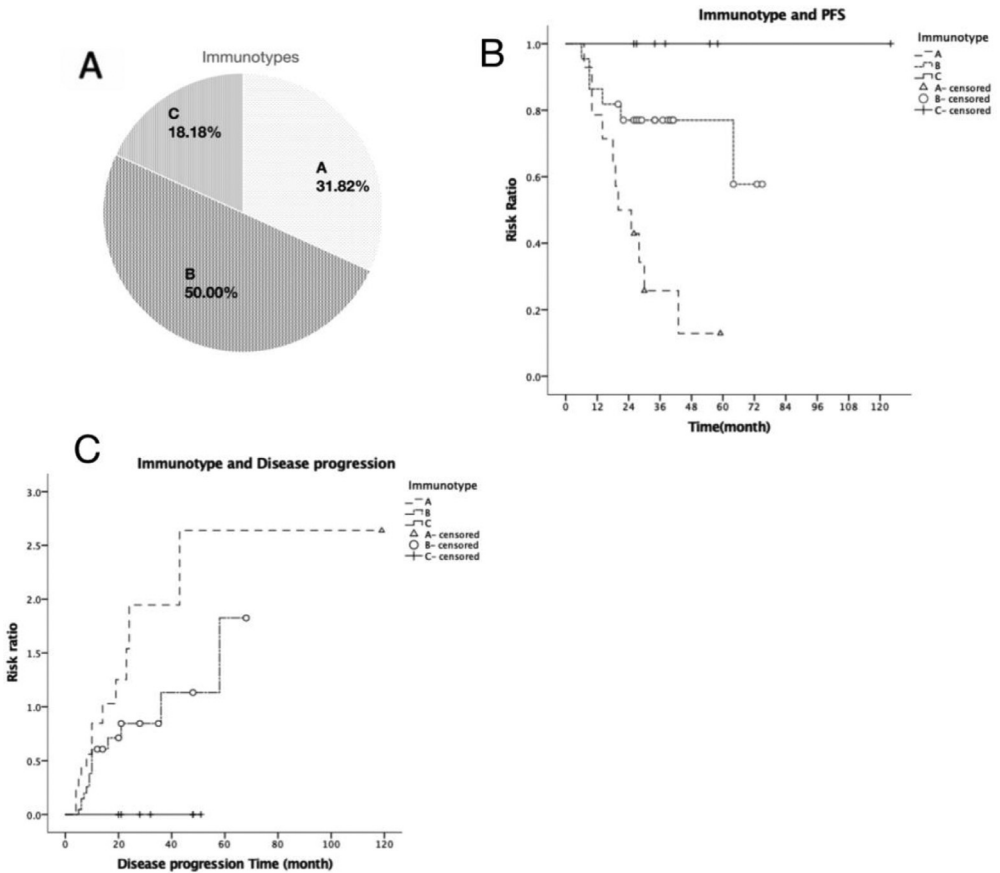 A
Immunotypes
C
18.18%
A
31.82%
B
50.00%
B
Immunotype and PFS
Risk Ratio
1.0
0.8
0.6
0.4
0.2
0.0
0 12 24 36 48 60 72 84 96 108 120
Time(month)
Immunotype
A
B
C
A- censored
B- censored
C- censored
C
Immunotype and Disease progression
Risk ratio
3.0
2.5
2.0
1.5
1.0
0.5
0.0
0 20 40 60 80 100 120
Disease progression Time (month)
Immunotype
A
B
C
A- censored
B- censored
C- censored